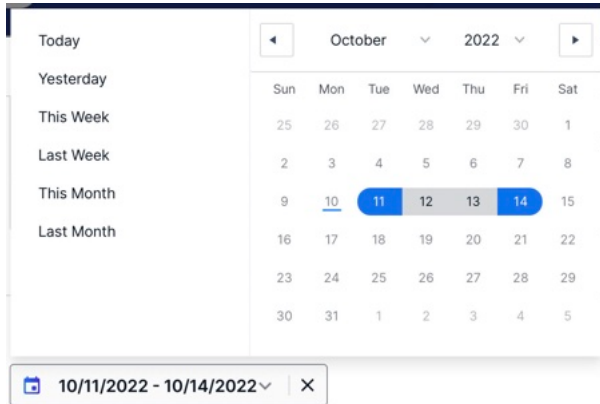 Today
Yesterday
This Week
Last Week
This Month
Last Month
October 2022
Sun Mon Tue Wed Thu Fri Sat
25 26 27 28 29 30 1
2 3 4 5 6 7 8
9 10 11 12 13 14 15
16 17 18 19 20 21 22
23 24 25 26 27 28 29
30 31 1 2 3 4 5
10/11/2022 - 10/14/2022